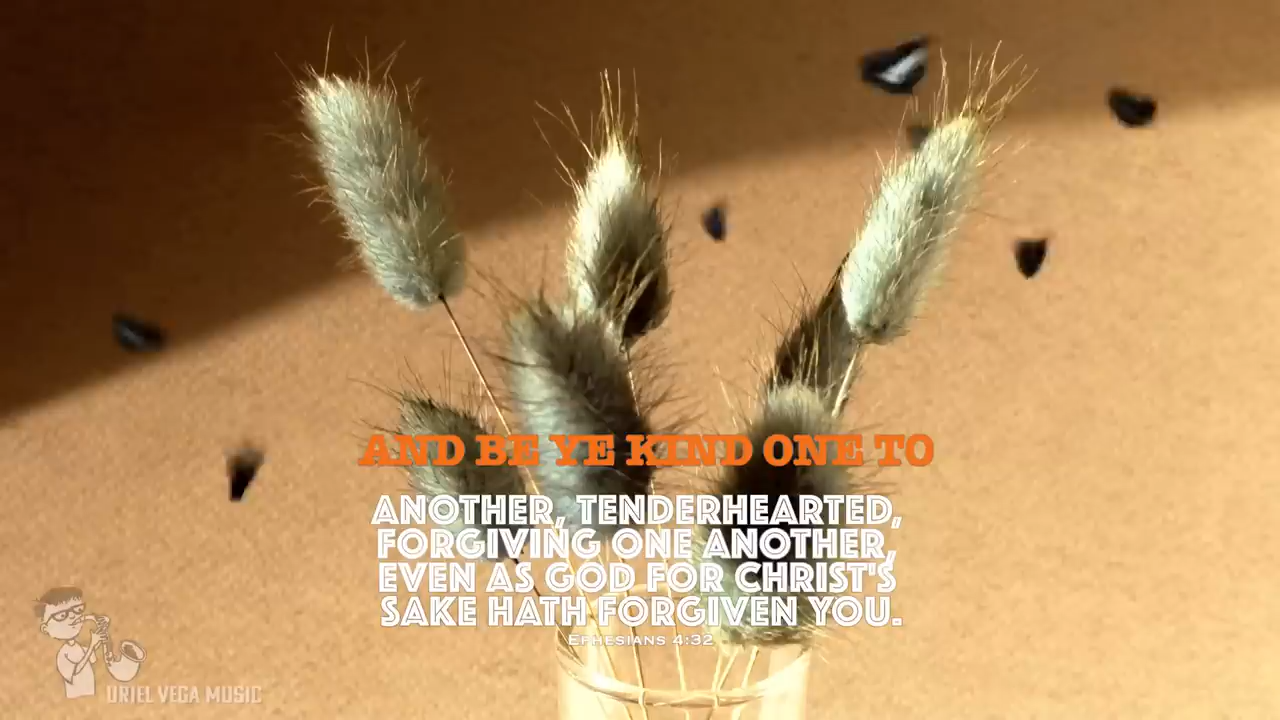 AND BE YE KIND ONE TO
ANOTHER, TENDERHEARTED,
FORGIVING ONE ANOTHER,
EVEN AS GOD FOR CHRIST'S
SAKE HATH FORGIVEN YOU.
EPHESIANS 4:32
URIEL VEGA MUSIC